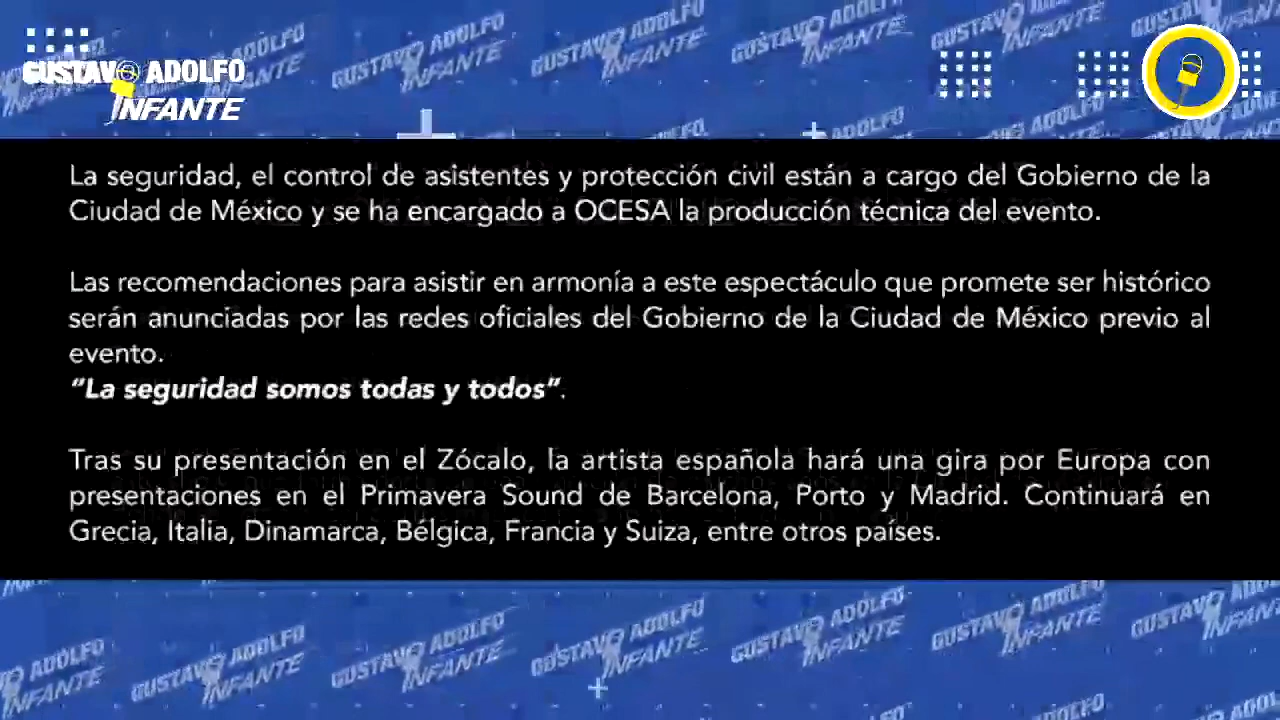 GUSTAVO ADOLFO
INFANTE
La seguridad, el control de asistentes y protección civil están a cargo del Gobierno de la
Ciudad de México y se ha encargado a OCESA la producción técnica del evento.
Las recomendaciones para asistir en armonía a este espectáculo que promete ser histórico
serán anunciadas por las redes oficiales del Gobierno de la Ciudad de México previo al
evento.
“La seguridad somos todas y todos”.
Tras su presentación en el Zócalo, la artista española hará una gira por Europa con
presentaciones en el Primavera Sound de Barcelona, Porto y Madrid. Continuará en
Grecia, Italia, Dinamarca, Bélgica, Francia y Suiza, entre otros países.